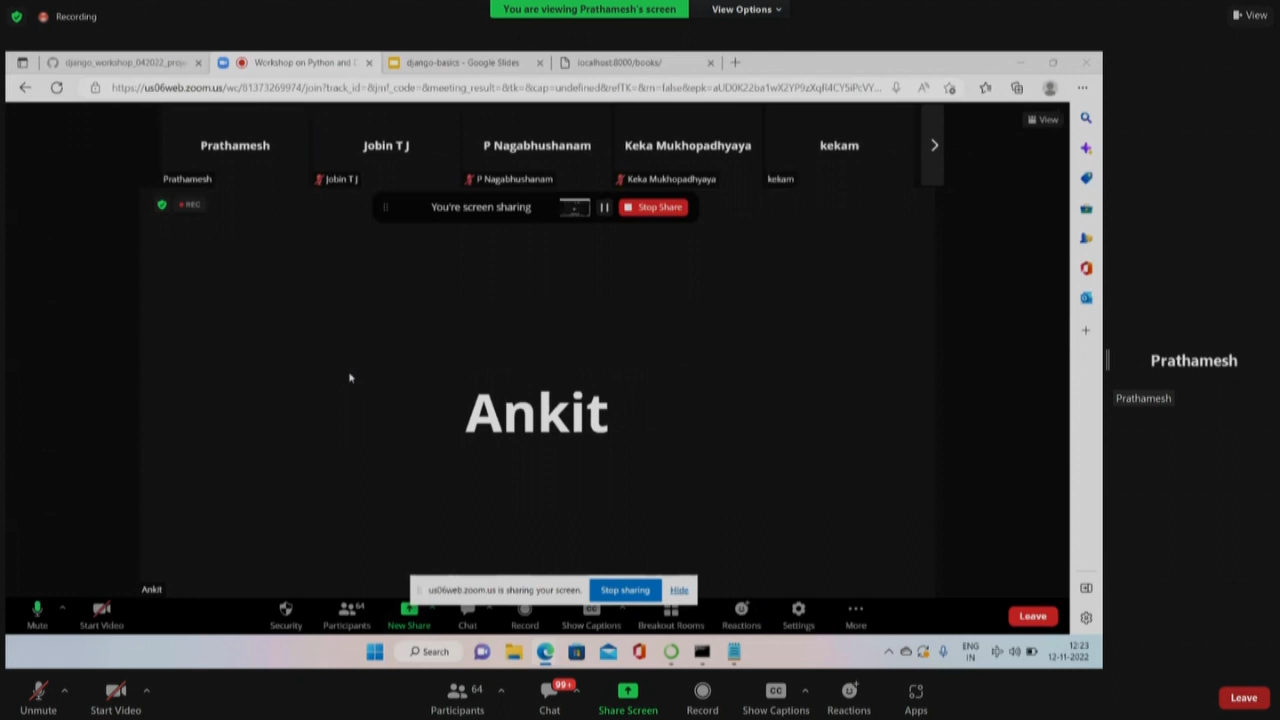 Recording
You are viewing Prathamesh's screen
View Options
View
django_workshop_042022_proje
Workshop on Python and D
django-basics - Google Slides
localhost:8000/books/
Prathamesh
Jobin T J
P Nagabhushanam
Keka Mukhopadhyaya
kekam
View
Prathamesh
Jobin T J
P Nagabhushanam
Keka Mukhopadhyaya
kekam
REC
You're screen sharing
Stop Share
Prathamesh
Prathamesh
Ankit
Ankit
us06web.zoom.us is sharing your screen.
Stop sharing
Hide
Mute
Start Video
Security
Participants
64
New Share
Chat
Record
CC
Show Captions
Breakout Rooms
Reactions
Settings
More
Leave
Search
ENG
IN
12:23
12-11-2022
Unmute
Start Video
Participants
64
Chat
99+
Share Screen
Record
CC
Show Captions
Reactions
Apps
Leave